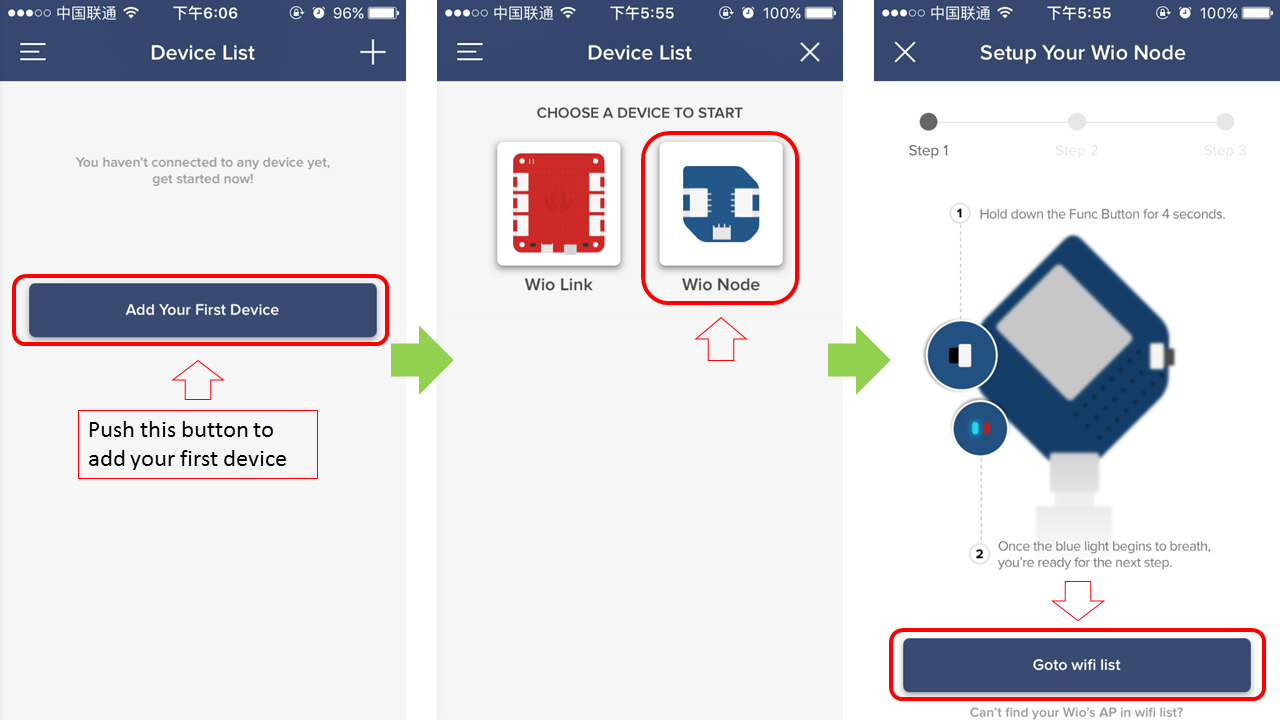 中国联通 下午6:06 96%
Device List
You haven't connected to any device yet,
get started now!
Add Your First Device
Push this button to
add your first device
中国联通 下午5:55 100%
Device List
CHOOSE A DEVICE TO START
Wio Link
Wio Node
中国联通 下午5:55 100%
Setup Your Wio Node
Step 1 Step 2 Step 3
1 Hold down the Func Button for 4 seconds.
2 Once the blue light begins to breath,
you're ready for the next step.
Goto wifi list
Can't find your Wio's AP in wifi list?